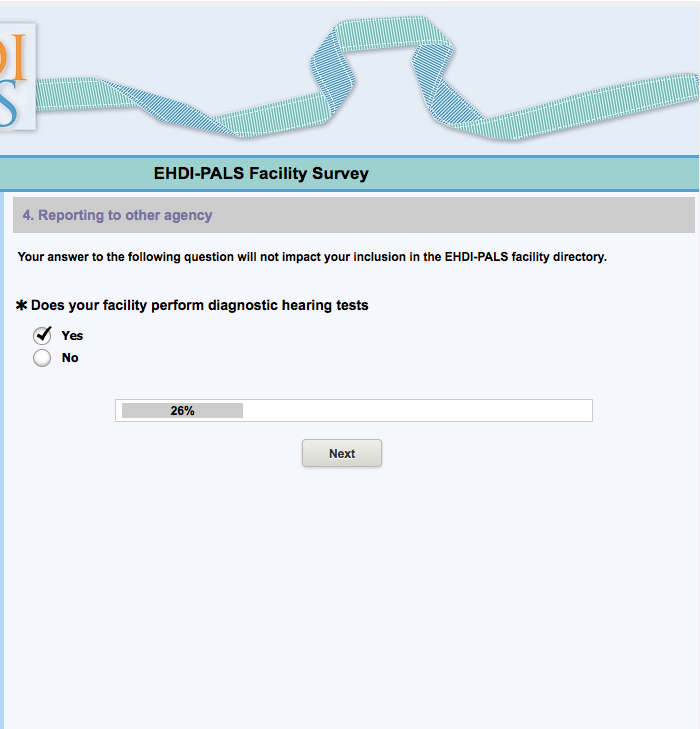 DI
S
EHDI-PALS Facility Survey
4. Reporting to other agency
Your answer to the following question will not impact your inclusion in the EHDI-PALS facility directory.
✱ Does your facility perform diagnostic hearing tests
Yes
No
26%
Next